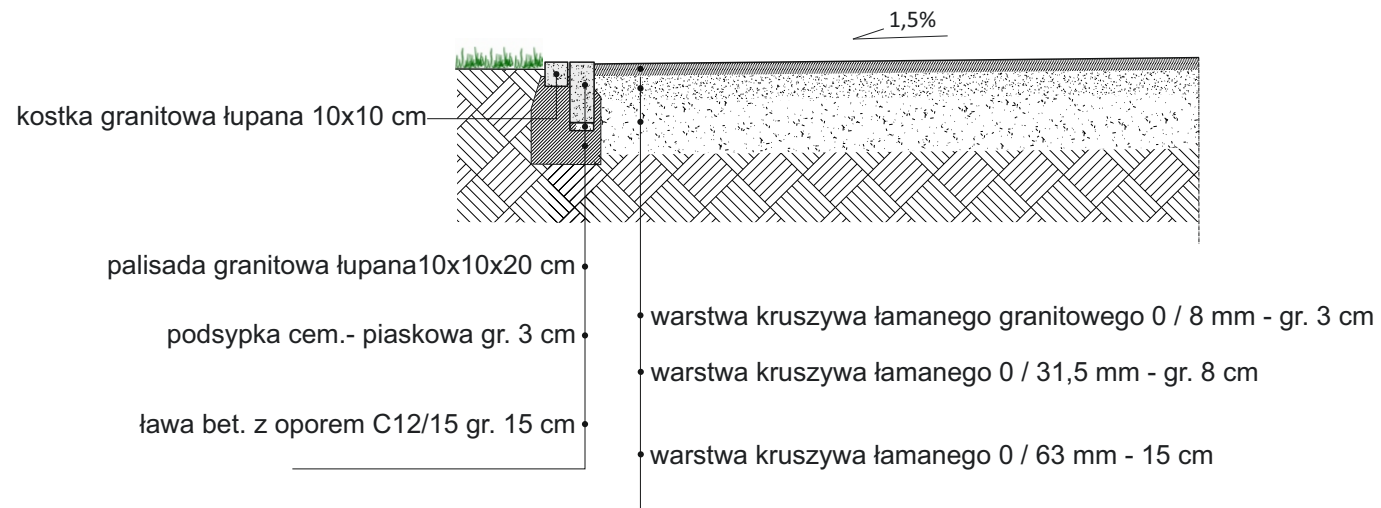 1,5%
kostka granitowa łupana 10x10 cm
palisada granitowa łupana10x10x20 cm
podsypka cem.- piaskowa gr. 3 cm
ława bet. z oporem C12/15 gr. 15 cm
warstwa kruszywa łamanego granitowego 0 / 8 mm - gr. 3 cm
warstwa kruszywa łamanego 0 / 31,5 mm - gr. 8 cm
warstwa kruszywa łamanego 0 / 63 mm - 15 cm